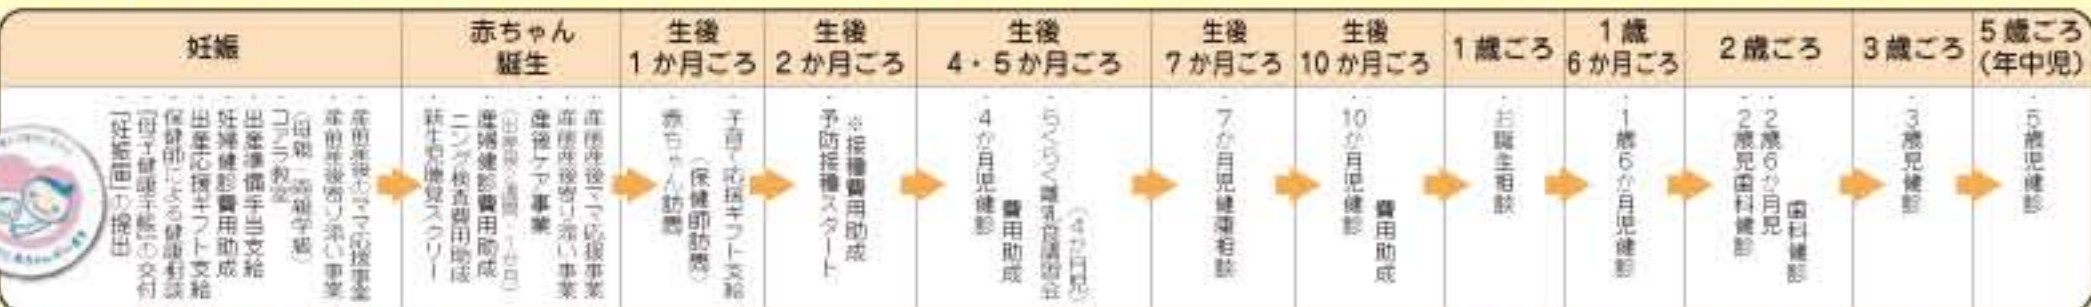 妊娠
「妊娠届」の提出
「母子健康手帳」の交付
保健師による健康相談
出産応援ギフト支給
妊婦健診費用助成
出産準備手当支給
コアラ教室
(母親・両親学級)
産前産後寄り添い事業
産前産後のママ応援事業
赤ちゃん
誕生
新生児聴覚スクリー
ニング検査費用助成
産婦健診費用助成
産後ケア事業
産前産後寄り添い事業
産前産後ママ応援事業
生後
1か月ごろ
赤ちゃん訪問
(保健師訪問)
子育て応援ギフト支給
生後
2か月ごろ
予防接種スタート
※接種費用助成
生後
4・5か月ごろ
4か月児健診
費用助成
らくらく離乳食講習会
(4か月児)
生後
7か月ごろ
7か月児健康相談
生後
10か月ごろ
10か月児健診
費用助成
1歳ごろ
お誕生相談
1歳
6か月ごろ
1歳6か月児健診
2歳ごろ
2歳児歯科健診
2歳6か月児
歯科健診
3歳ごろ
3歳児健診
5歳ごろ
(年中児)
5歳児健診